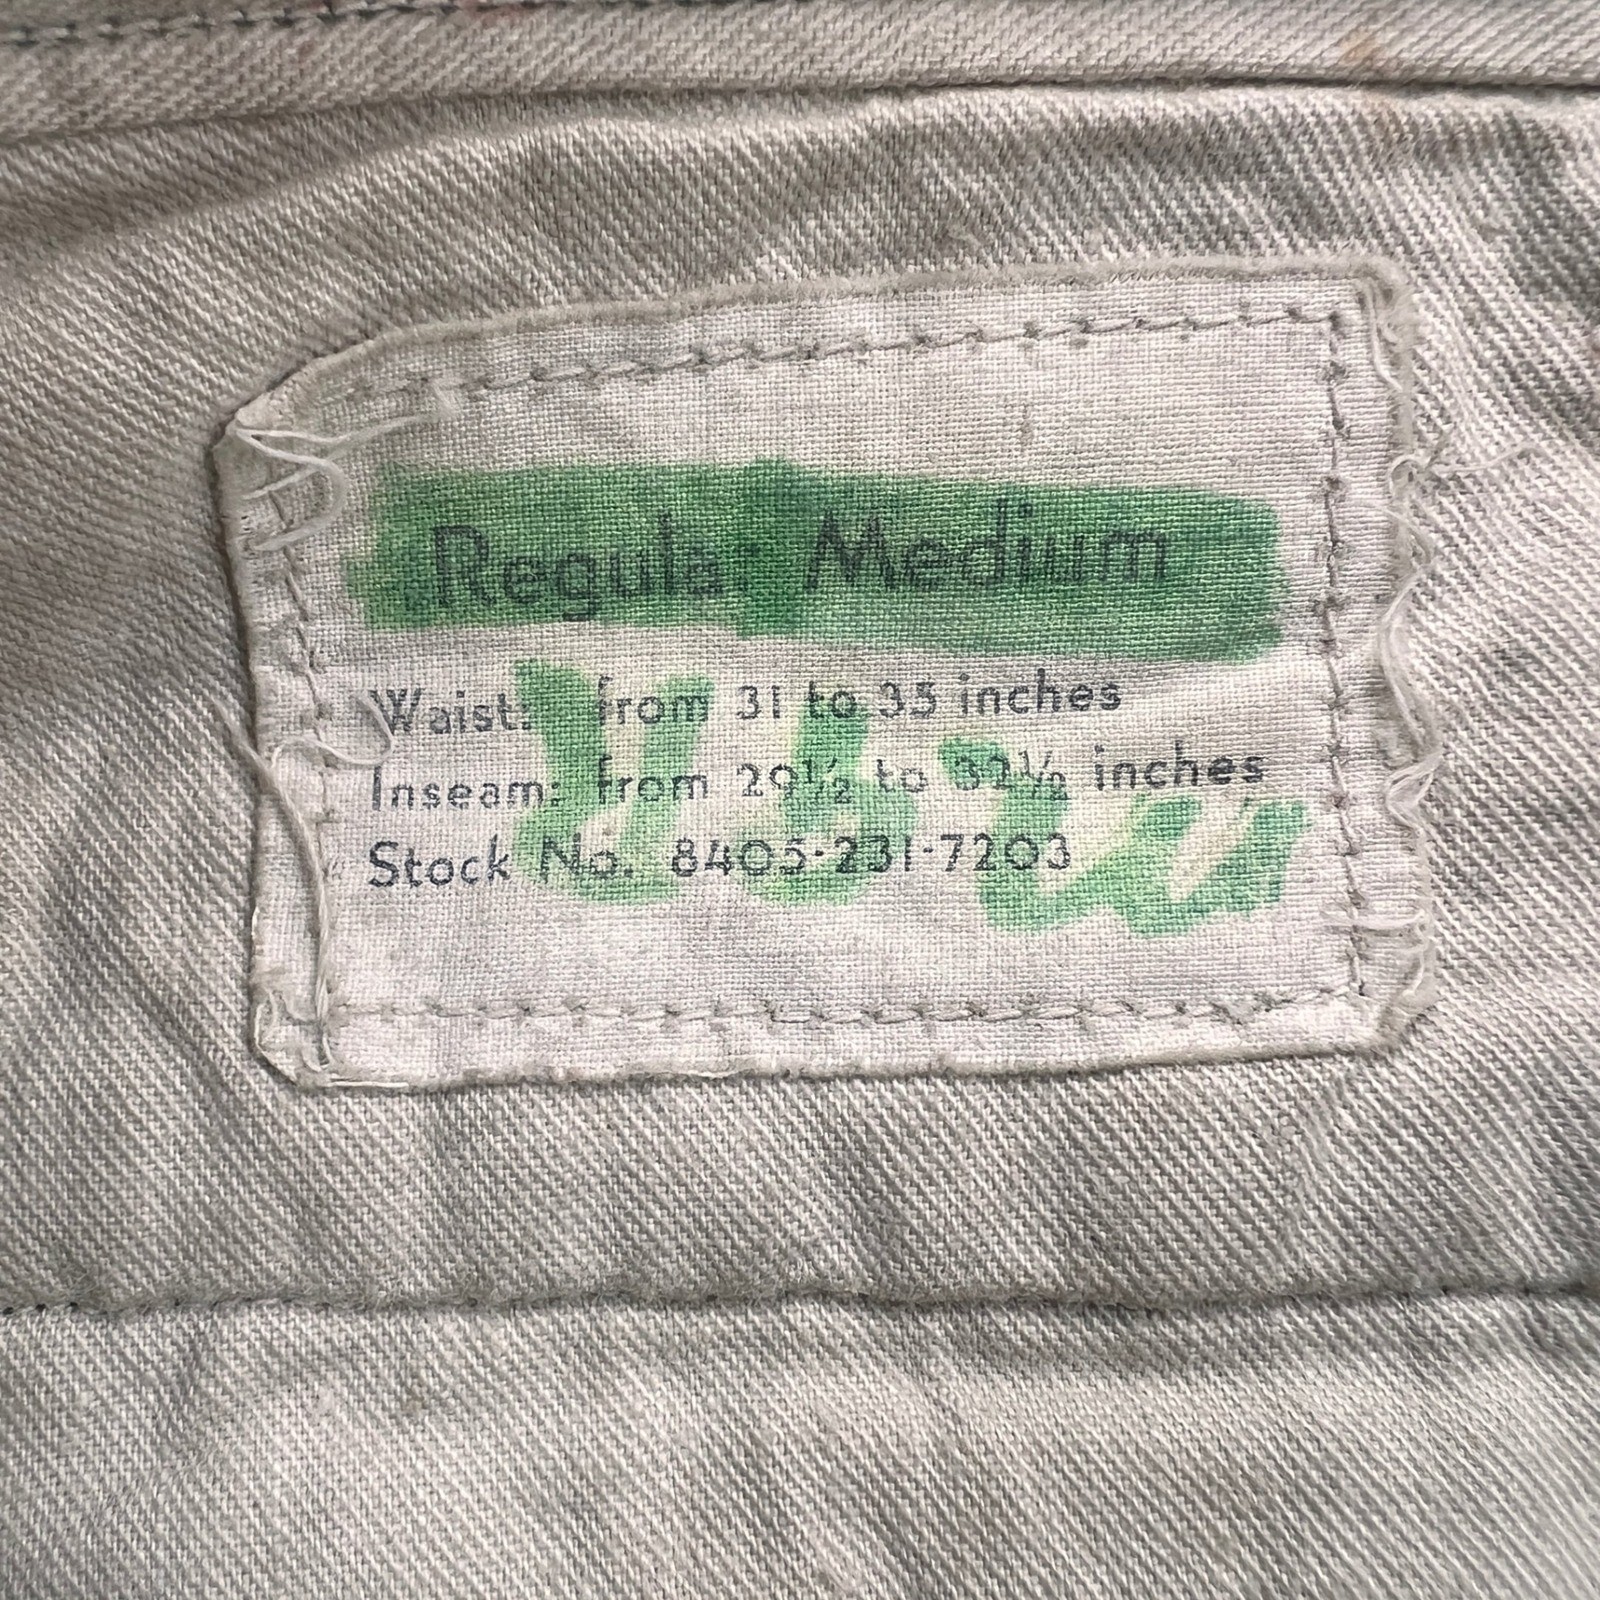 Regular Medium
Waist: from 31 to 35 inches
Inseam: from 29½ to 32½ inches
Stock No. 8405-231-7203